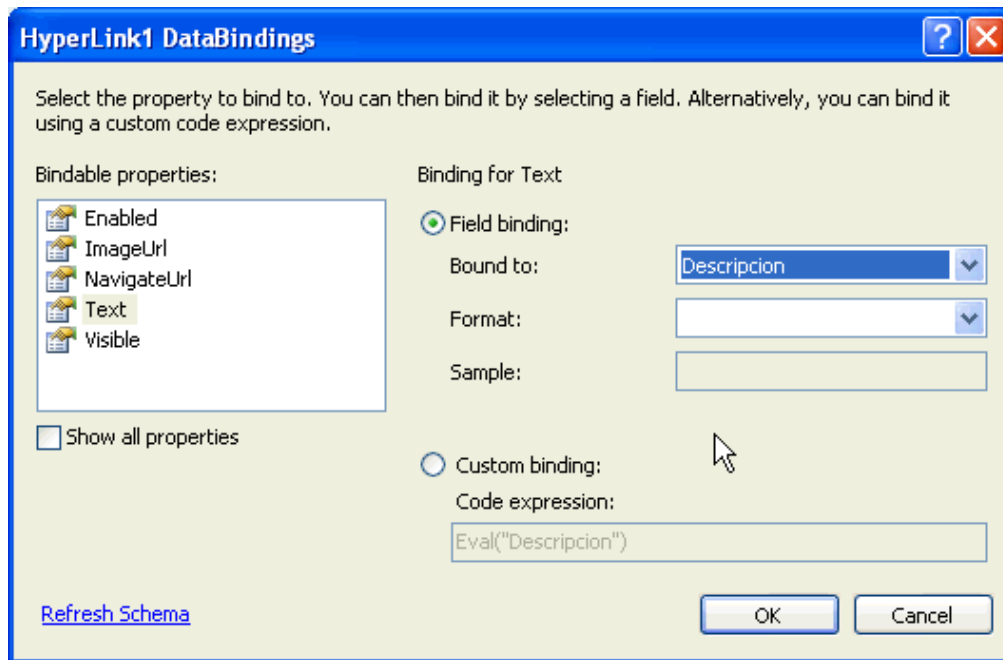 HyperLink1 DataBindings
Select the property to bind to. You can then bind it by selecting a field. Alternatively, you can bind it
using a custom code expression.
Bindable properties:
Enabled
ImageUrl
NavigateUrl
Text
Visible
Show all properties
Binding for Text
Field binding:
Bound to:
Descripcion
Format:
Sample:
Custom binding:
Code expression:
Eval("Descripcion")
Refresh Schema
OK
Cancel